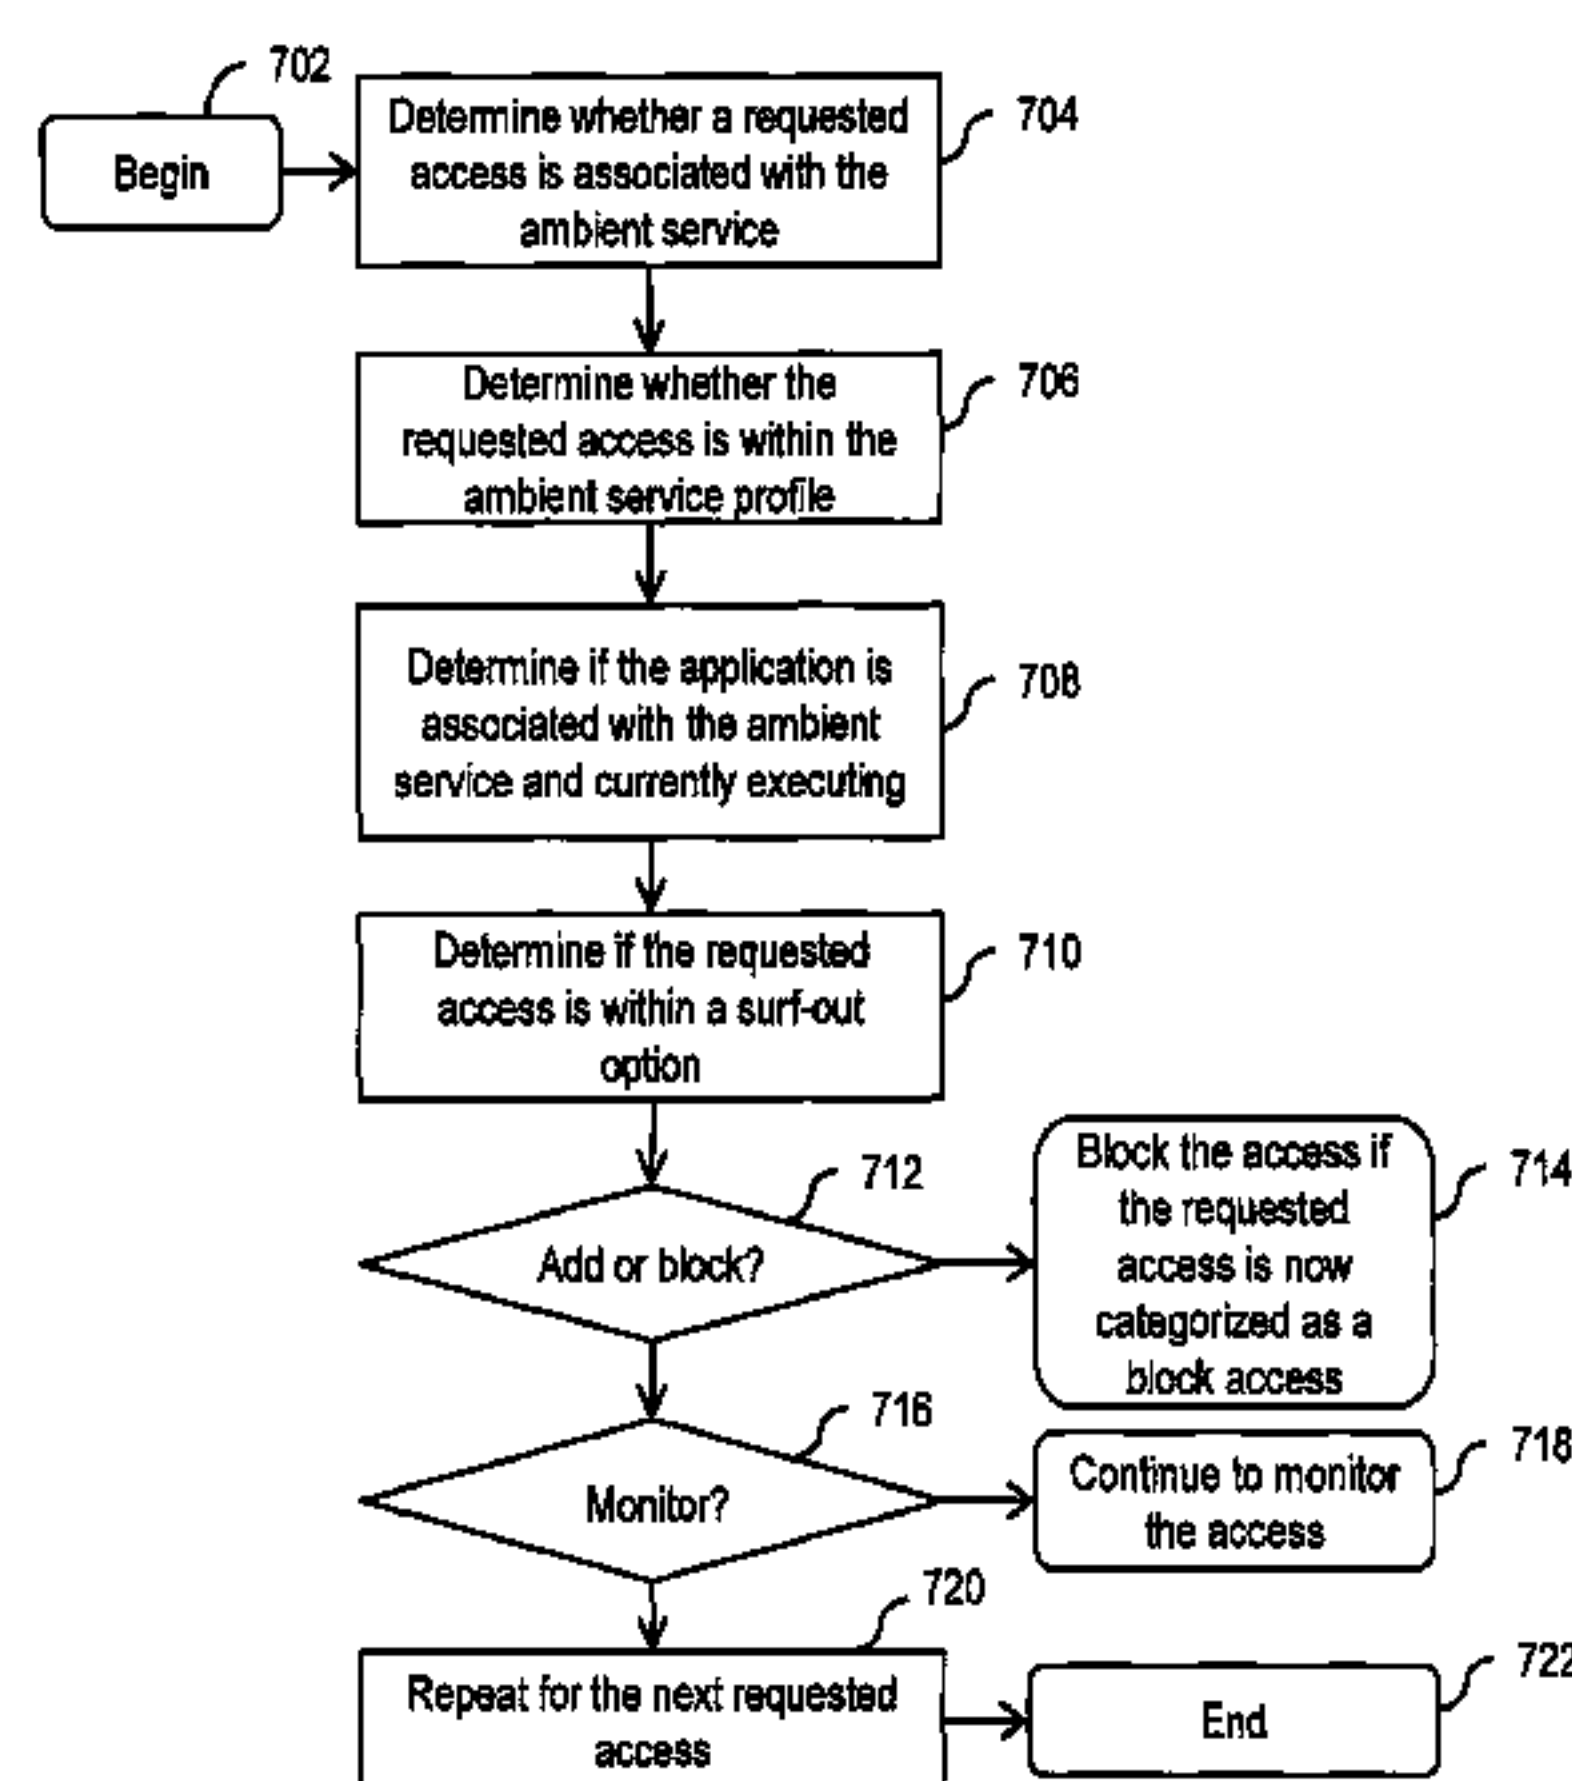 702
Begin
Determine whether a requested
access is associated with the
ambient service
704
Determine whether the
requested access is within the
ambient service profile
706
Determine if the application is
associated with the ambient
service and currently executing
708
Determine if the requested
access is within a surf-out
option
710
712
Add or block?
Block the access if
the requested
access is now
categorized as a
block access
714
716
Monitor?
Continue to monitor
the access
718
720
Repeat for the next requested
access
End
722